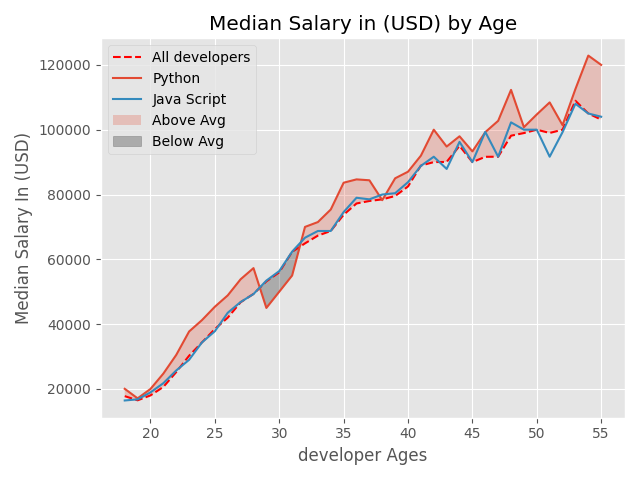 Median Salary in (USD) by Age
All developers
Python
Java Script
Above Avg
Below Avg
Median Salary In (USD)
120000
100000
80000
60000
40000
20000
20 25 30 35 40 45 50 55
developer Ages